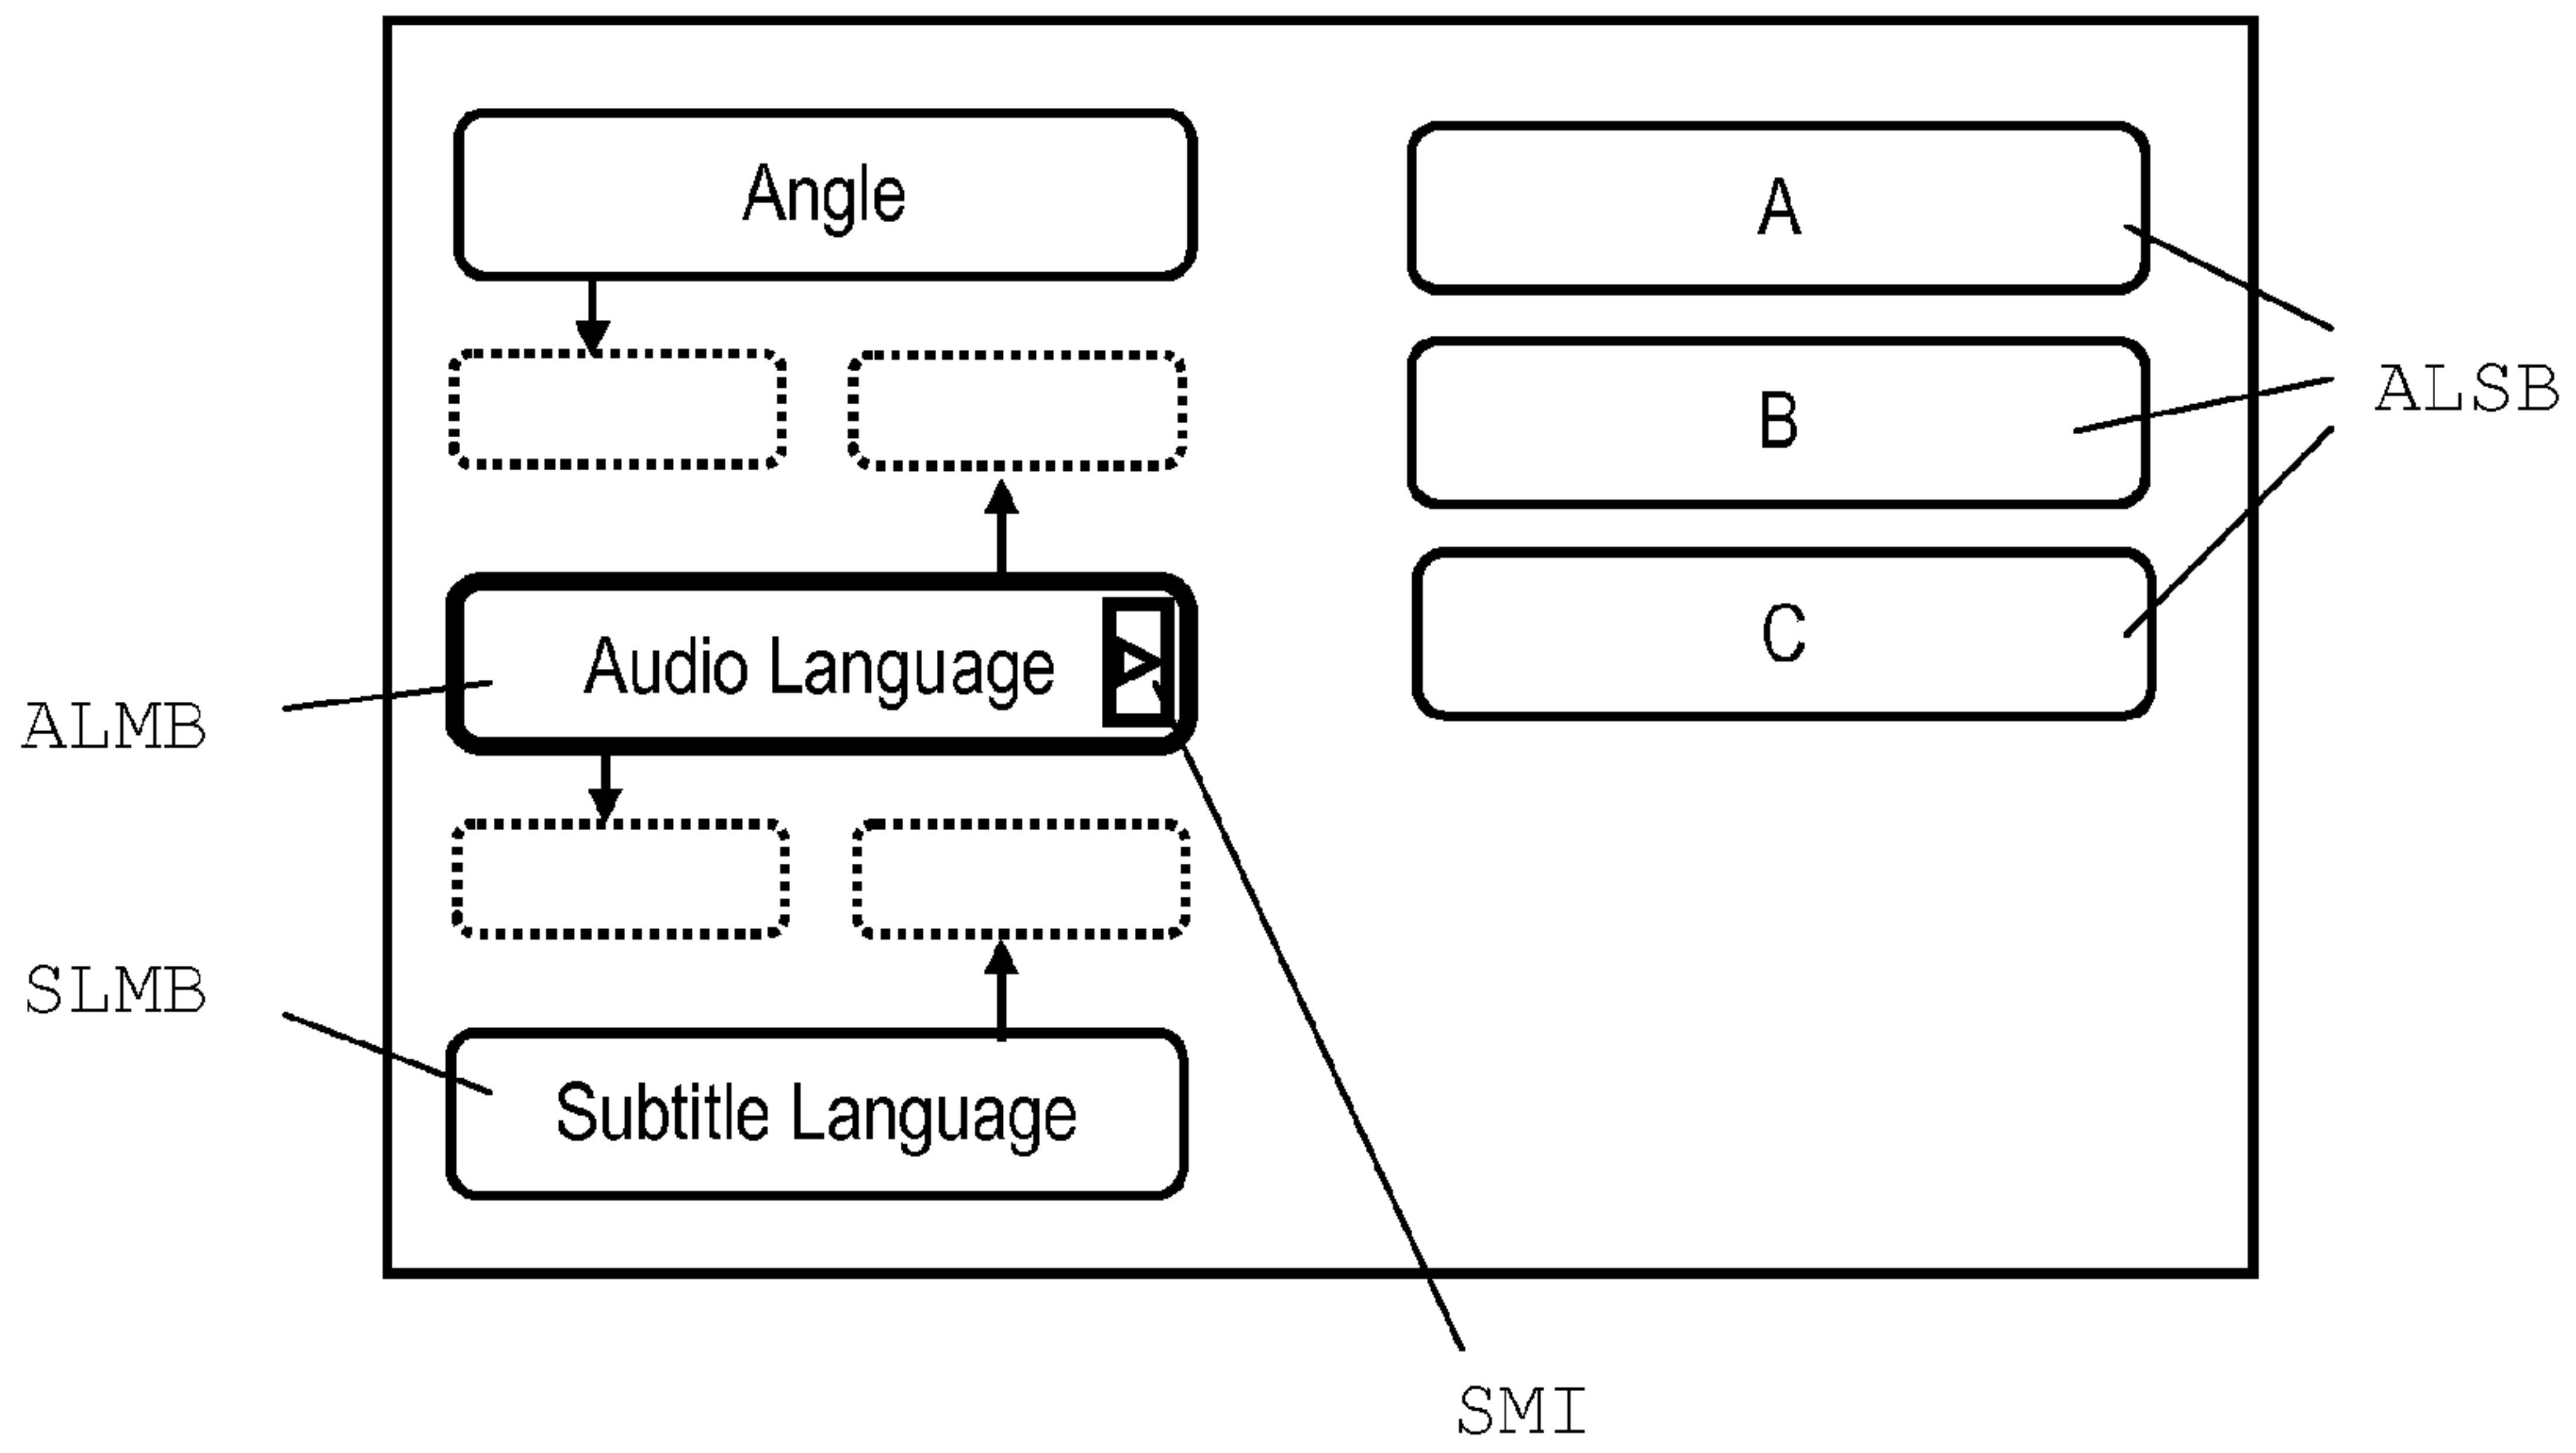 Angle
A
B
ALSB
Audio Language
C
ALMB
SLMB
Subtitle Language
SMI